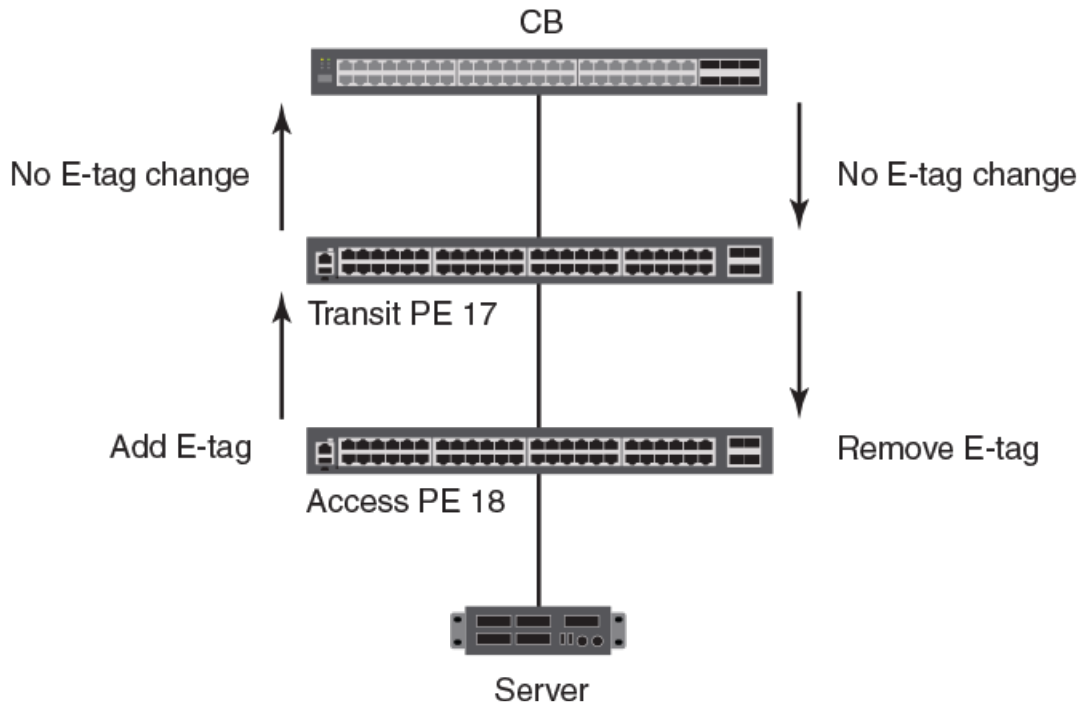 CB
No E-tag change
No E-tag change
Transit PE 17
Add E-tag
Remove E-tag
Access PE 18
Server